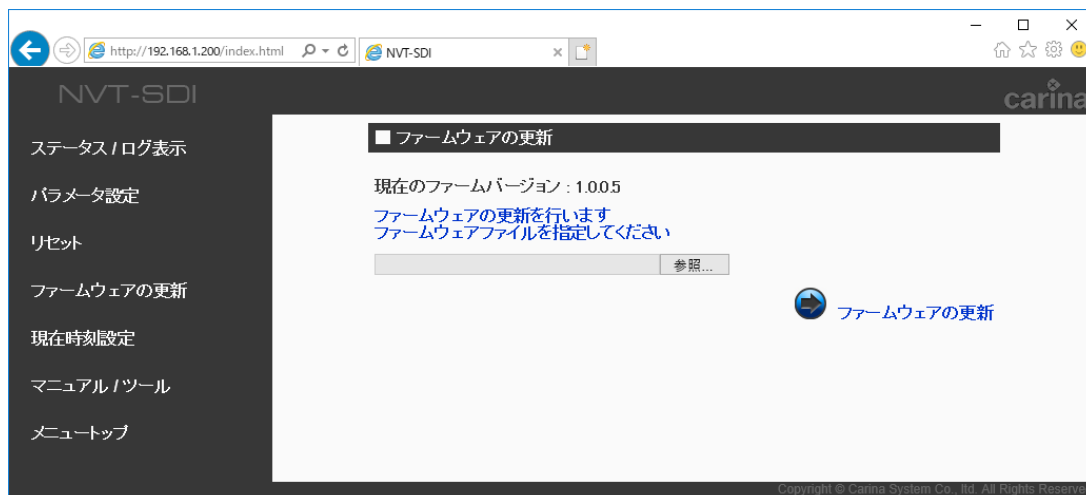 http://192.168.1.200/index.html
NVT-SDI
NVT-SDI
carina
ステータス / ログ表示
パラメータ設定
リセット
ファームウェアの更新
現在時刻設定
マニュアル / ツール
メニュートップ
■ ファームウェアの更新
現在のファームバージョン : 1.0.0.5
ファームウェアの更新を行います
ファームウェアファイルを指定してください
参照...
ファームウェアの更新
Copyright © Carina System Co., ltd. All Rights Reserve